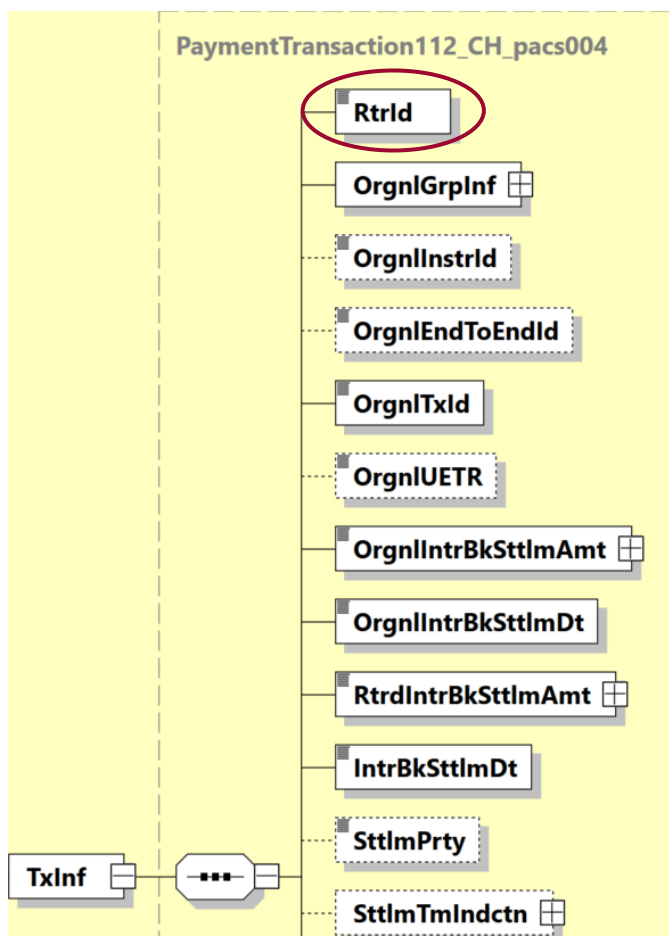 PaymentTransaction112_CH_pacs004
RtrId
OrgnlGrpInf
OrgnlInstrId
OrgnlEndToEndId
OrgnlTxId
OrgnlUETR
OrgnlIntrBkSttlmAmt
OrgnlIntrBkSttlmDt
RtrdIntrBkSttlmAmt
IntrBkSttlmDt
SttlmPrty
TxInf
SttlmTmIndctn